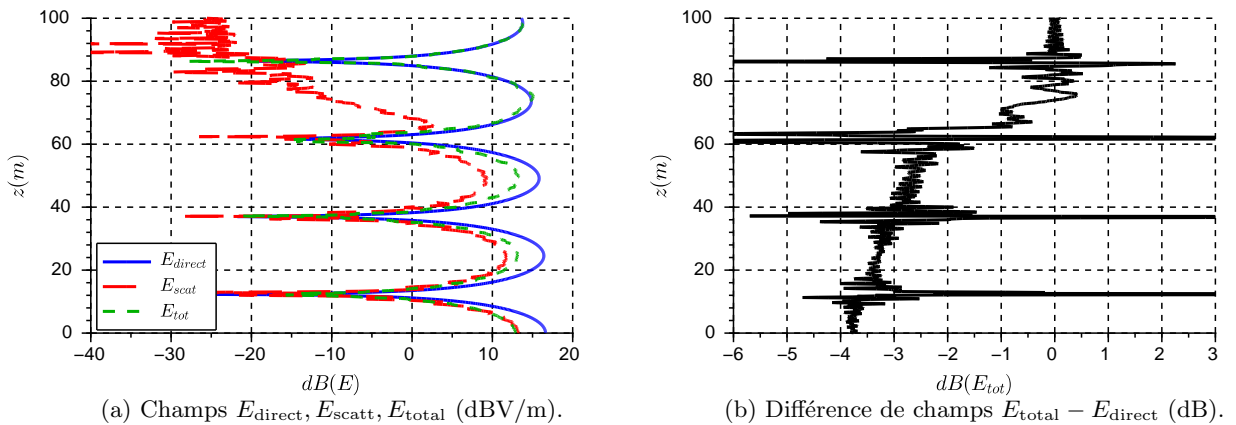 100
80
60
40
20
0
z(m)
E_direct
E_scat
E_tot
−40 −30 −20 −10 0 10 20
dB(E)
(a) Champs E_direct, E_scatt, E_total (dBV/m).
100
80
60
40
20
0
z(m)
−6 −5 −4 −3 −2 −1 0 1 2 3
dB(E_tot)
(b) Différence de champs E_total − E_direct (dB).